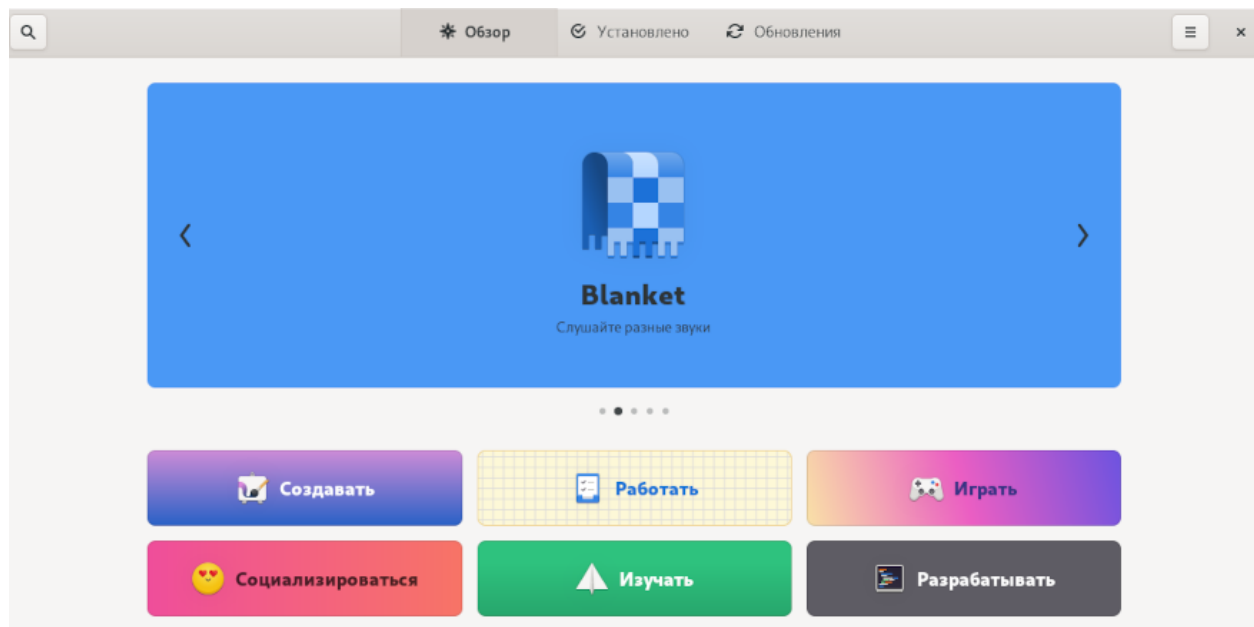 Обзор
Установлено
Обновления
Blanket
Слушайте разные звуки
Создавать
Работать
Играть
Социализироваться
Изучать
Разрабатывать